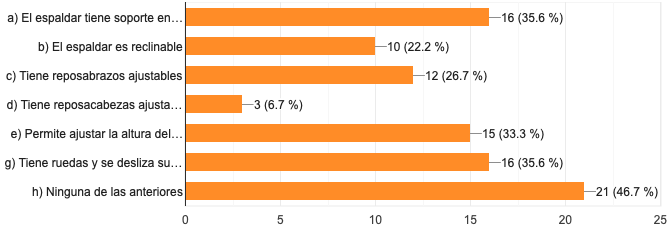 a) El espaldar tiene soporte en… 16 (35.6 %)
b) El espaldar es reclinable 10 (22.2 %)
c) Tiene reposabrazos ajustables 12 (26.7 %)
d) Tiene reposacabezas ajusta… 3 (6.7 %)
e) Permite ajustar la altura del… 15 (33.3 %)
g) Tiene ruedas y se desliza su… 16 (35.6 %)
h) Ninguna de las anteriores 21 (46.7 %)
0 5 10 15 20 25